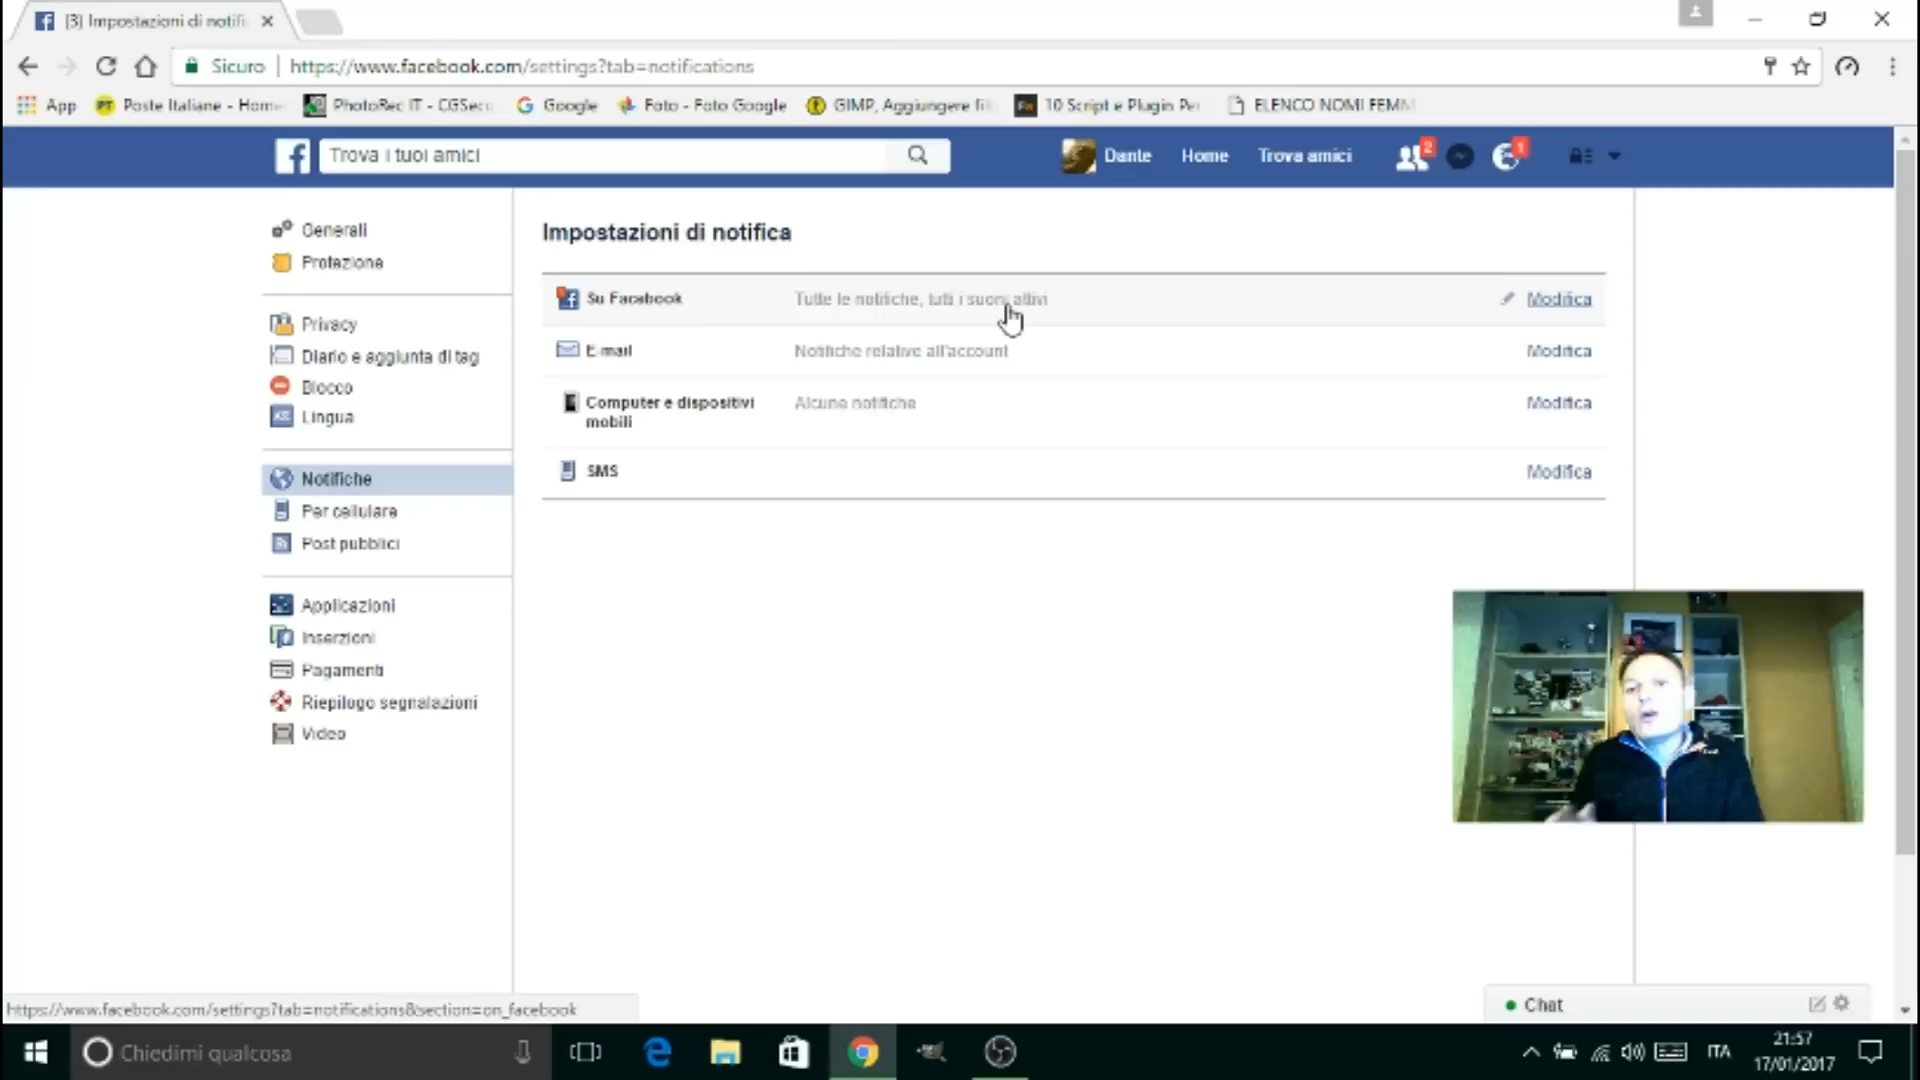 [3] Impostazioni di notifi
Sicuro
https://www.facebook.com/settings?tab=notifications
App
Poste Italiane - Home
PhotoRec IT - CGSecu
Google
Foto - Foto Google
GIMP, Aggiungere fil
10 Script e Plugin Per
ELENCO NOMI FEMM
Trova i tuoi amici
Dante
Home
Trova amici
2
1
Generali
Protezione
Privacy
Diario e aggiunta di tag
Blocco
Lingua
Notifiche
Per cellulare
Post pubblici
Applicazioni
Inserzioni
Pagamenti
Riepilogo segnalazioni
Video
Impostazioni di notifica
Su Facebook
Tutte le notifiche, tutti i suoni attivi
Modifica
E-mail
Notifiche relative all'account
Modifica
Computer e dispositivi
mobili
Alcune notifiche
Modifica
SMS
Modifica
https://www.facebook.com/settings?tab=notifications&section=on_facebook
Chat
Chiedimi qualcosa
ITA
21:57
17/01/2017